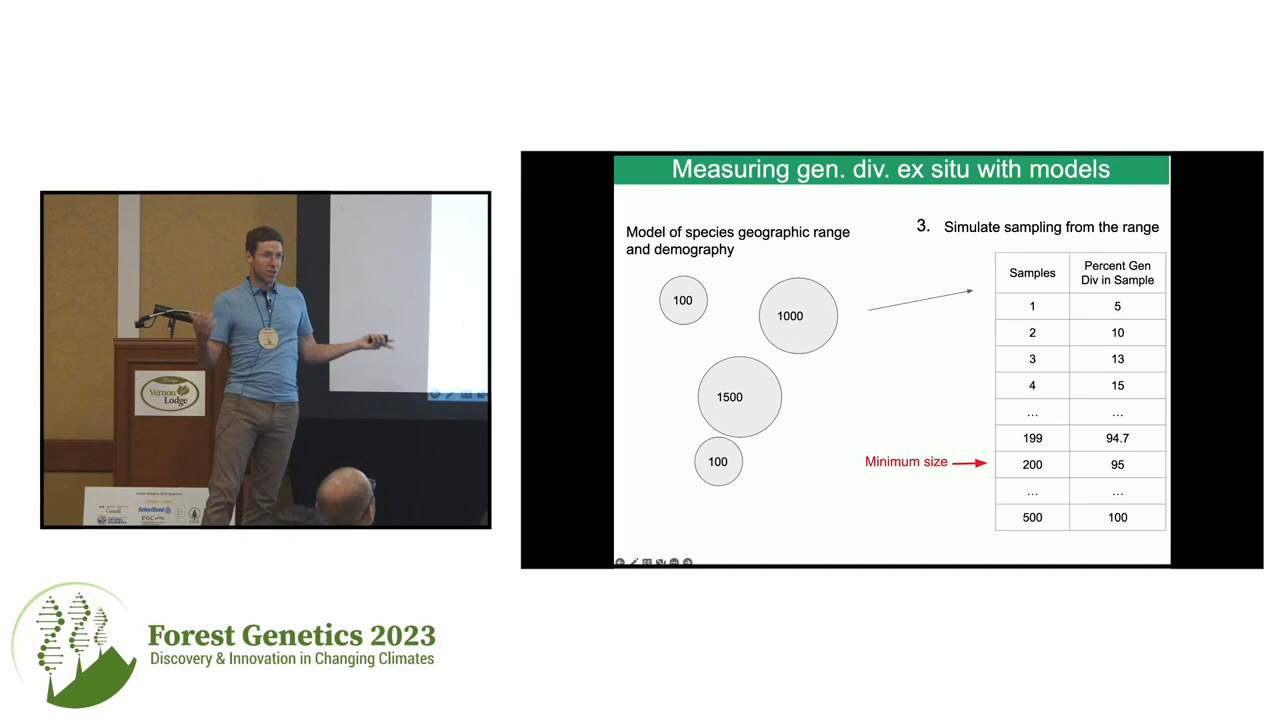 Measuring gen. div. ex situ with models
Model of species geographic range
and demography
3. Simulate sampling from the range
100
1000
1500
100
Samples
Percent Gen
Div in Sample
1
5
2
10
3
13
4
15
...
...
199
94.7
Minimum size
200
95
...
...
500
100
Vernon
Lodge
Forest Genetics 2023
Discovery & Innovation in Changing Climates